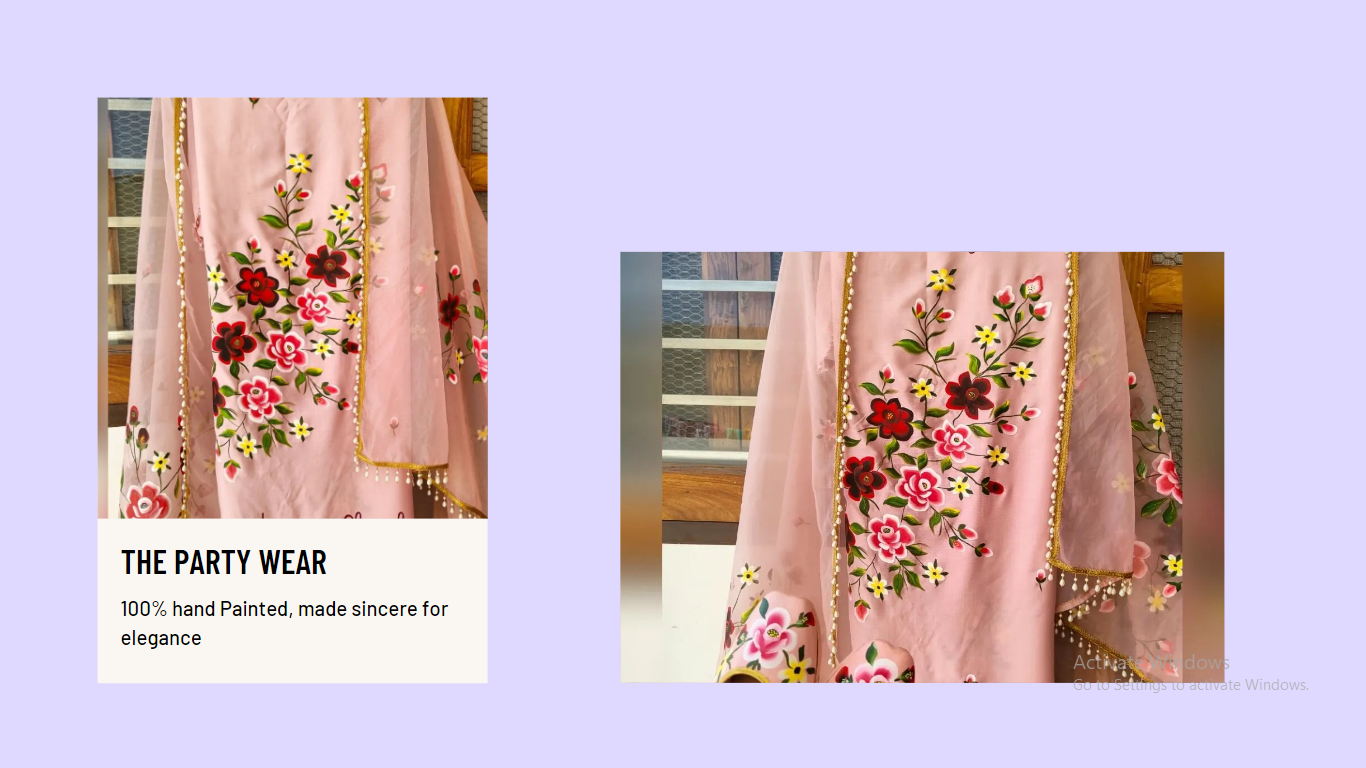 THE PARTY WEAR
100% hand Painted, made sincere for
elegance
Activate Windows
Go to Settings to activate Windows.